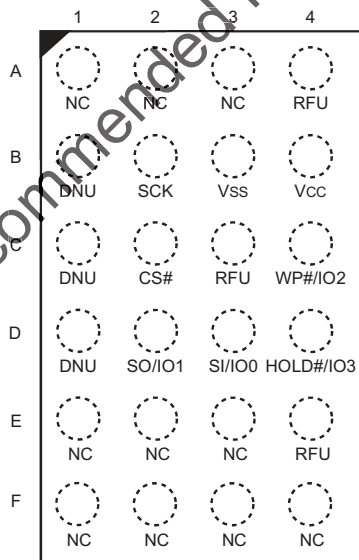 1 2 3 4
A
NC NC NC RFU
B
DNU SCK Vss Vcc
C
DNU CS# RFU WP#/IO2
D
DNU SO/IO1 SI/IO0 HOLD#/IO3
E
NC NC NC RFU
F
NC NC NC NC